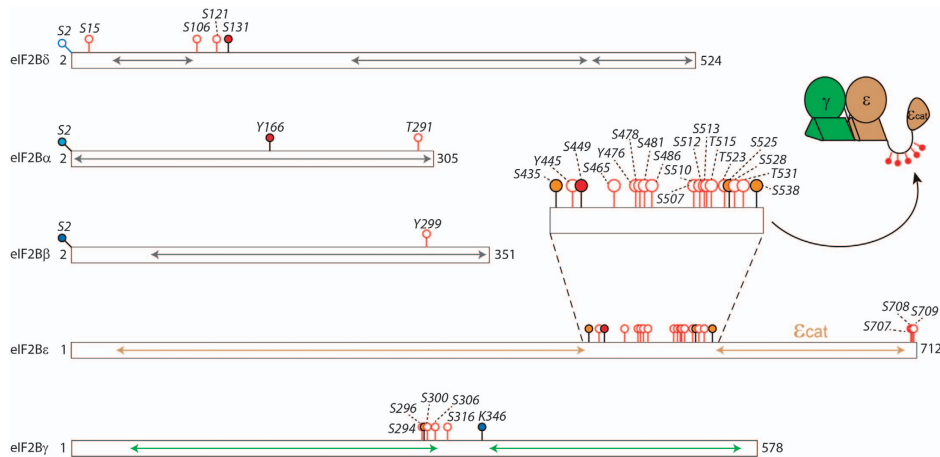 S2 S15 S106 S121 S131
eIF2Bδ 2 524
S2 Y166 T291
eIF2Bα 2 305
S2 Y299
eIF2Bβ 2 351
γ ε εcat
S435 Y445 S449 S465 Y476 S478 S481 S486 S507 S510 S512 S513 T515 T523 S525 S528 T531 S538
εcat
S707 S708 S709
eIF2Bε 1 712
S294 S296 S300 S306 S316 K346
eIF2Bγ 1 578